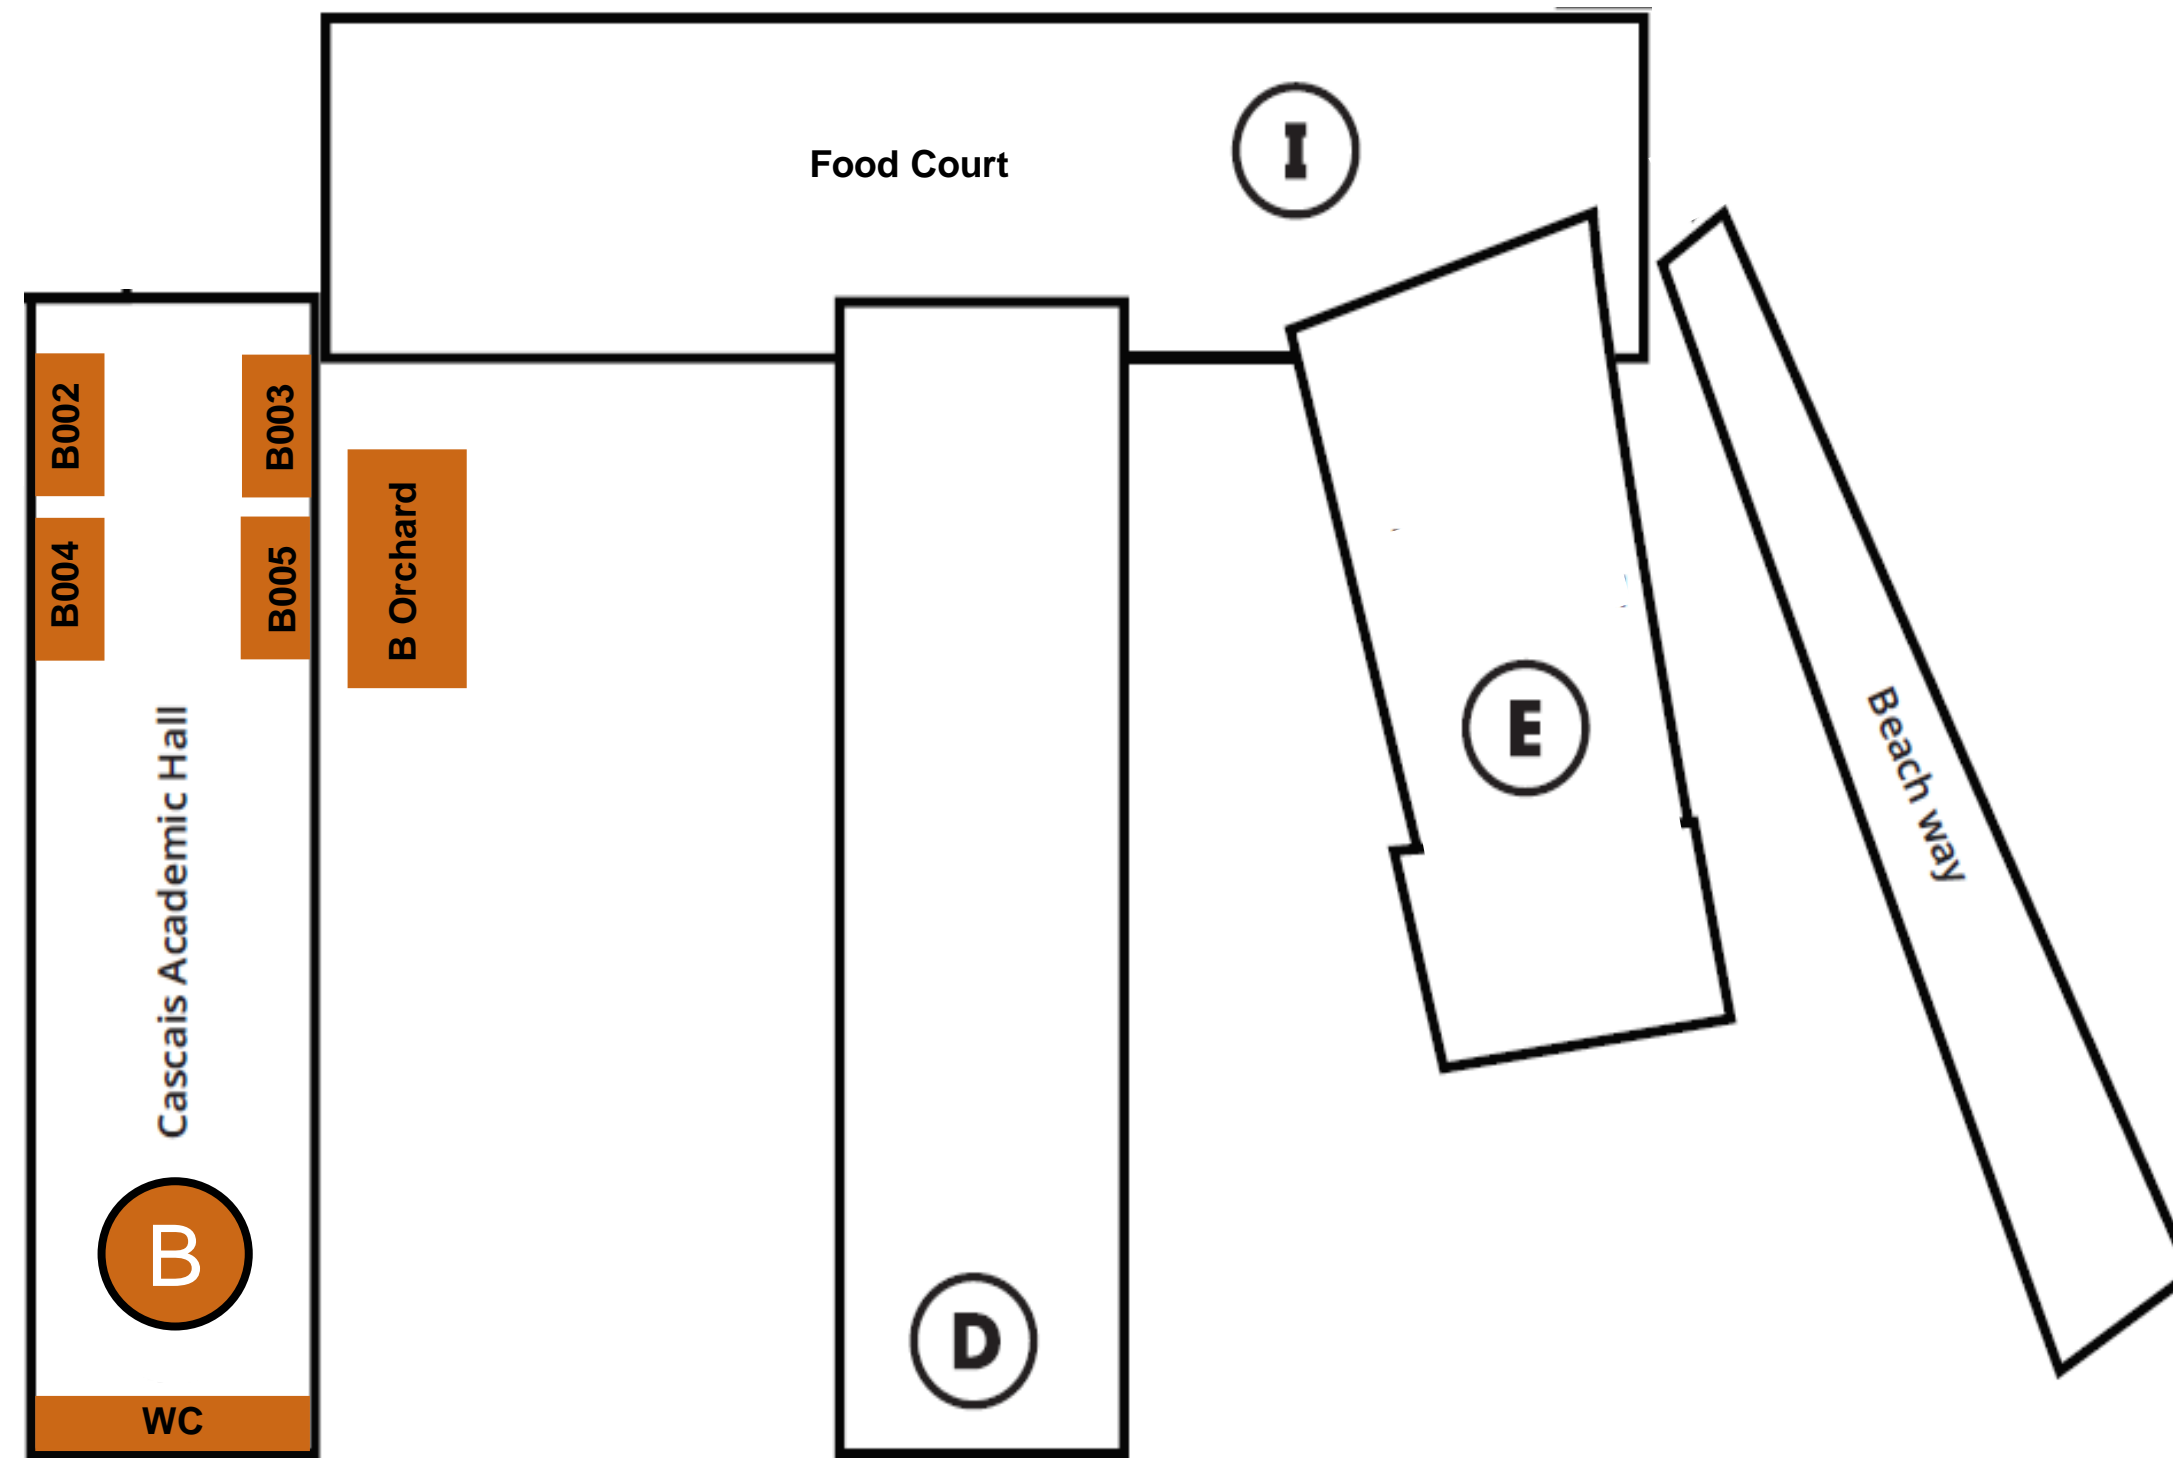 Food Court
I
B002
B003
B004
B005
B Orchard
Cascais Academic Hall
B
WC
D
E
Beach way